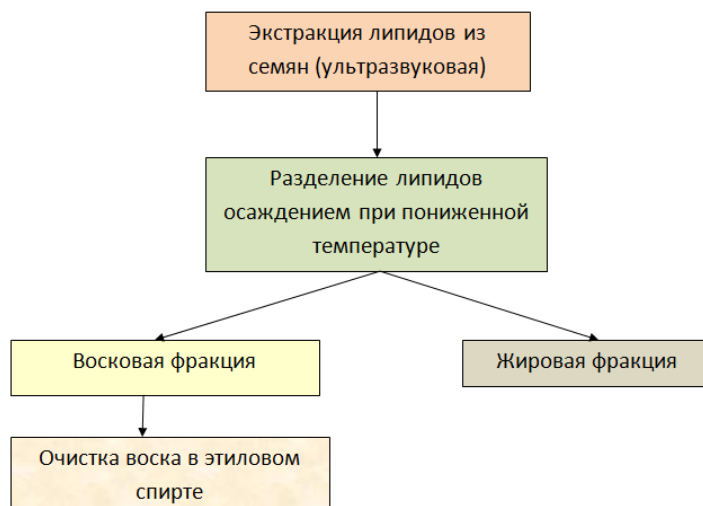 Экстракция липидов из
семян (ультразвуковая)
Разделение липидов
осаждением при пониженной
температуре
Восковая фракция
Жировая фракция
Очистка воска в этиловом
спирте